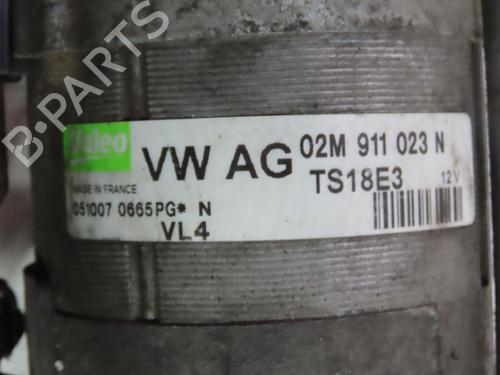 B-PARTS
Valeo
VW AG 02M 911 023 N
MADE IN FRANCE TS18E3 12V
051007 0665PG* N
VL4